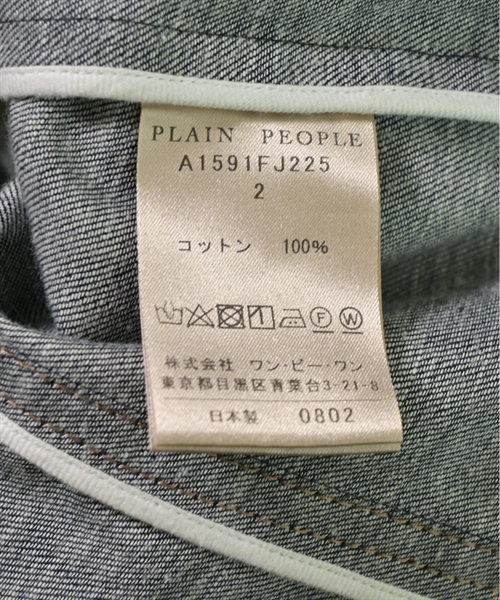 PLAIN PEOPLE
A1591FJ225
2
コットン 100%
F W
株式会社 ワン・ビー・ワン
東京都目黒区青葉台3-21-8
日本製 0802